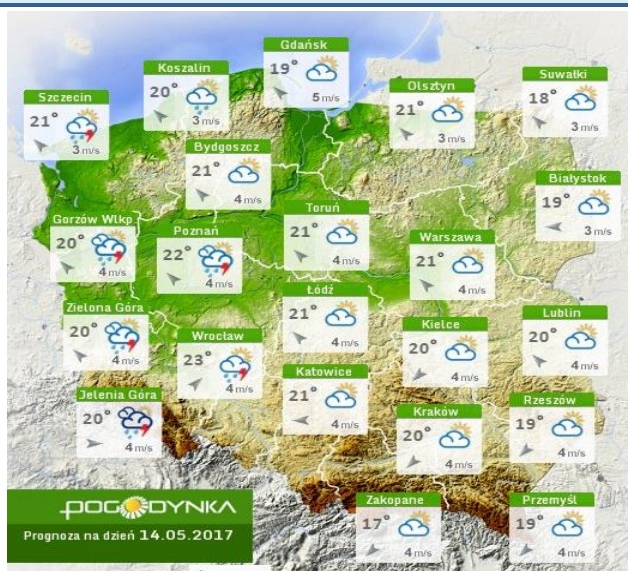 Gdańsk
19°
5 m/s
Koszalin
20°
3 m/s
Suwałki
18°
3 m/s
Olsztyn
21°
3 m/s
Szczecin
21°
3 m/s
Bydgoszcz
21°
4 m/s
Białystok
19°
3 m/s
Toruń
21°
4 m/s
Gorzów Wlkp
20°
4 m/s
Poznań
22°
4 m/s
Warszawa
21°
4 m/s
Łódź
21°
4 m/s
Zielona Góra
20°
4 m/s
Lublin
20°
4 m/s
Kielce
20°
4 m/s
Wrocław
23°
4 m/s
Katowice
21°
4 m/s
Jelenia Góra
20°
4 m/s
Rzeszów
19°
4 m/s
Kraków
20°
4 m/s
Zakopane
17°
4 m/s
Przemyśl
19°
4 m/s
POGODYNKA
Prognoza na dzień 14.05.2017